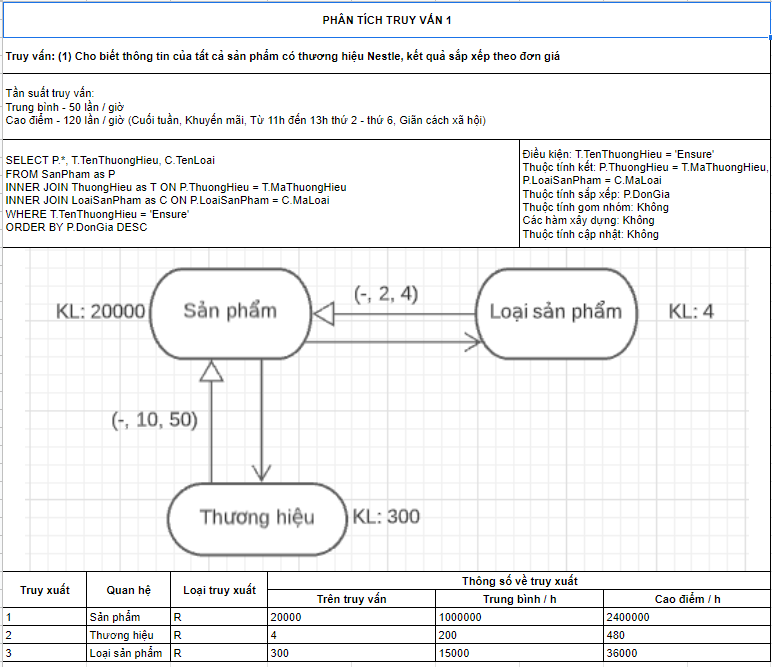 PHÂN TÍCH TRUY VẤN 1
Truy vấn: (1) Cho biết thông tin của tất cả sản phẩm có thương hiệu Nestle, kết quả sắp xếp theo đơn giá
Tần suất truy vấn:
Trung bình - 50 lần / giờ
Cao điểm - 120 lần / giờ (Cuối tuần, Khuyến mãi, Từ 11h đến 13h thứ 2 - thứ 6, Giãn cách xã hội)
SELECT P.*, T.TenThuongHieu, C.TenLoai
FROM SanPham as P
INNER JOIN ThuongHieu as T ON P.ThuongHieu = T.MaThuongHieu
INNER JOIN LoaiSanPham as C ON P.LoaiSanPham = C.MaLoai
WHERE T.TenThuongHieu = 'Ensure'
ORDER BY P.DonGia DESC
Điều kiện: T.TenThuongHieu = 'Ensure'
Thuộc tính kết: P.ThuongHieu = T.MaThuongHieu,
P.LoaiSanPham = C.MaLoai
Thuộc tính sắp xếp: P.DonGia
Thuộc tính gom nhóm: Không
Các hàm xây dựng: Không
Thuộc tính cập nhật: Không
KL: 20000 Sản phẩm (-, 2, 4) Loại sản phẩm KL: 4
(-, 10, 50)
Thương hiệu KL: 300
Truy xuất Quan hệ Loại truy xuất Thông số về truy xuất
Trên truy vấn Trung bình / h Cao điểm / h
1 Sản phẩm R 20000 1000000 2400000
2 Thương hiệu R 4 200 480
3 Loại sản phẩm R 300 15000 36000